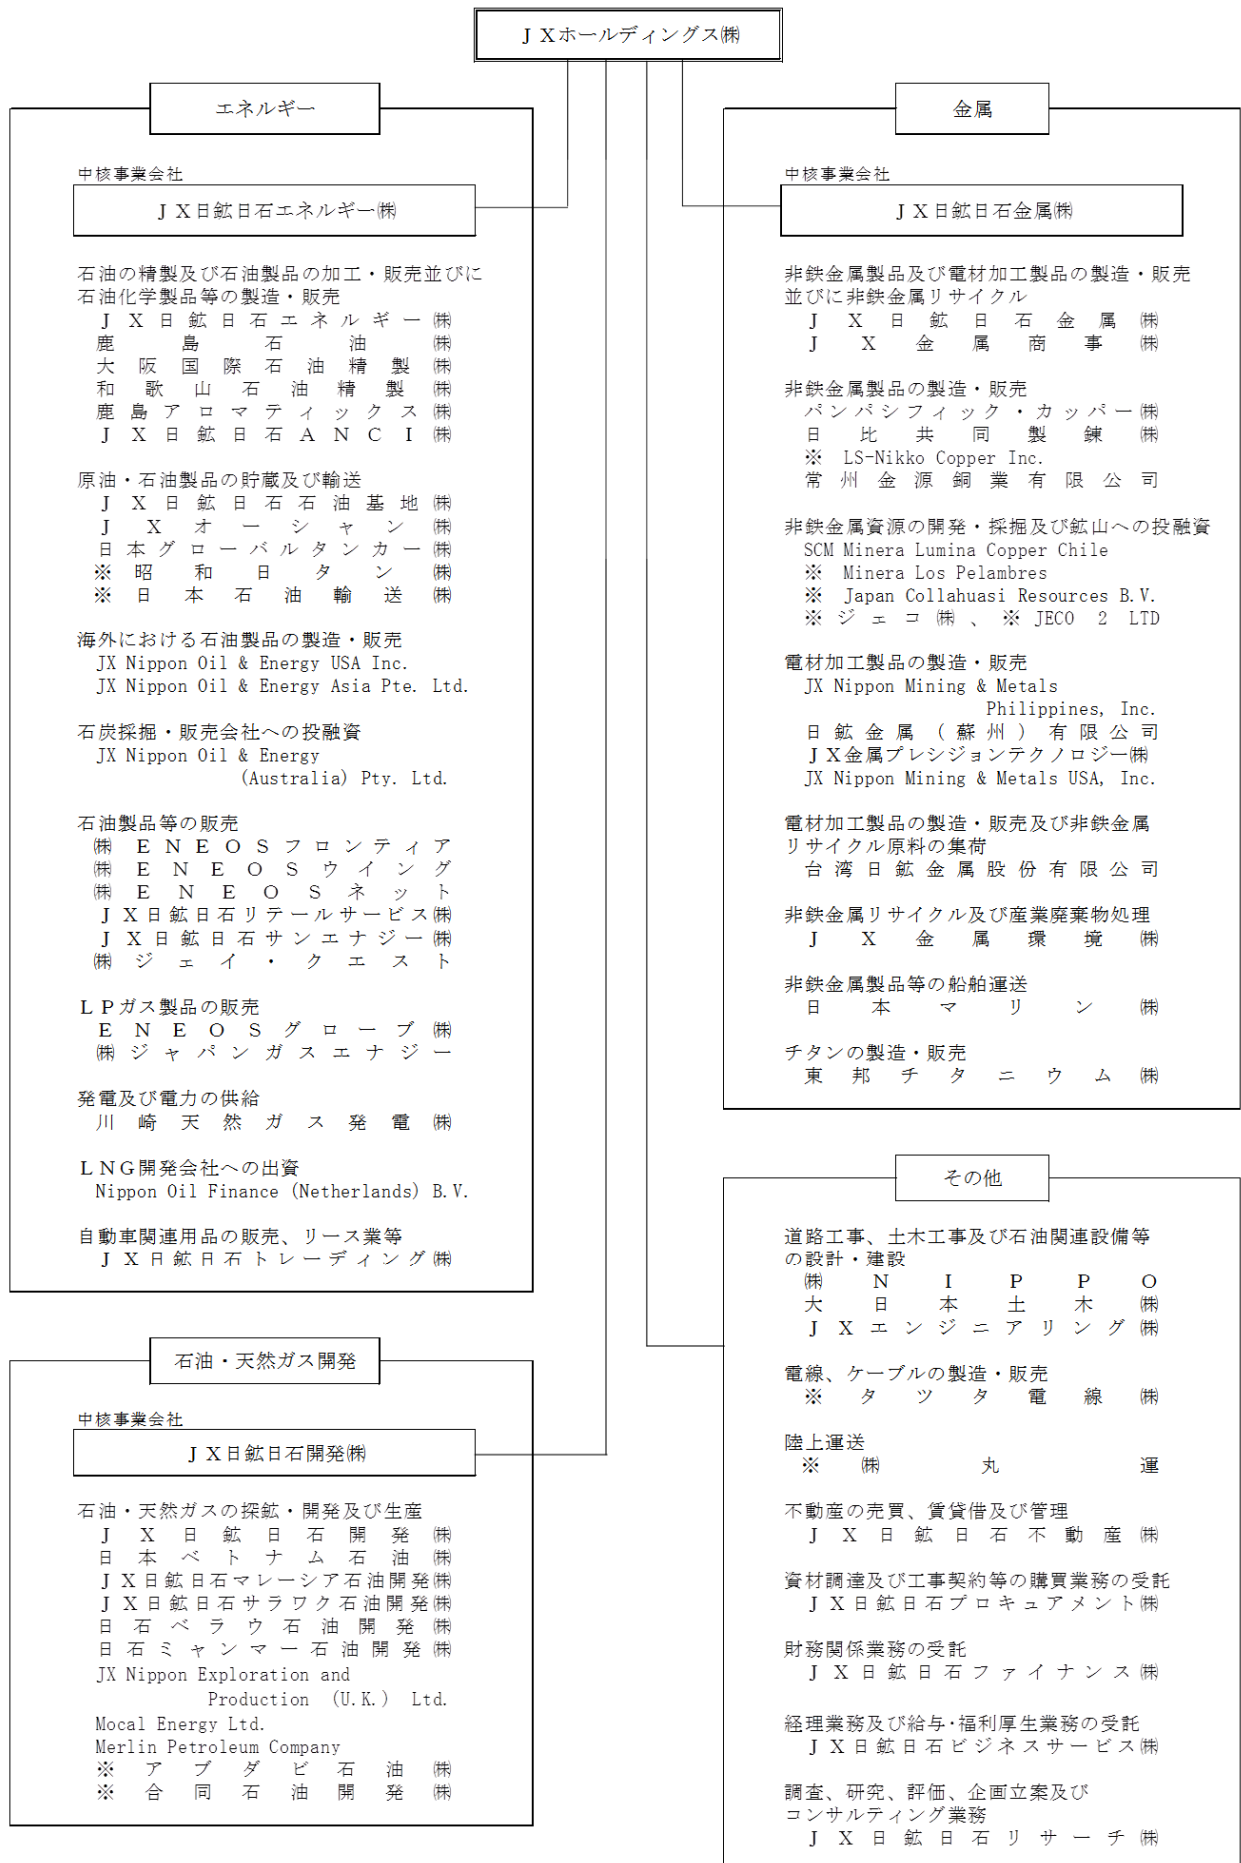 ＪＸホールディングス㈱
エネルギー
中核事業会社
ＪＸ日鉱日石エネルギー㈱
石油の精製及び石油製品の加工・販売並びに
石油化学製品等の製造・販売
ＪＸ日鉱日石エネルギー㈱
鹿島石油㈱
大阪国際石油精製㈱
和歌山石油精製㈱
鹿島アロマティックス㈱
ＪＸ日鉱日石ＡＮＣＩ㈱
原油・石油製品の貯蔵及び輸送
ＪＸ日鉱日石石油基地㈱
ＪＸオーシャン㈱
日本グローバルタンカー㈱
※昭和日タン㈱
※日本石油輸送㈱
海外における石油製品の製造・販売
JX Nippon Oil & Energy USA Inc.
JX Nippon Oil & Energy Asia Pte. Ltd.
石炭採掘・販売会社への投融資
JX Nippon Oil & Energy
(Australia) Pty. Ltd.
石油製品等の販売
㈱ＥＮＥＯＳフロンティア
㈱ＥＮＥＯＳウイング
㈱ＥＮＥＯＳネット
ＪＸ日鉱日石リテールサービス㈱
ＪＸ日鉱日石サンエナジー㈱
㈱ジェイ・クエスト
ＬＰガス製品の販売
ＥＮＥＯＳグローブ㈱
㈱ジャパンガスエナジー
発電及び電力の供給
川崎天然ガス発電㈱
ＬＮＧ開発会社への出資
Nippon Oil Finance (Netherlands) B.V.
自動車関連用品の販売、リース業等
ＪＸ日鉱日石トレーディング㈱
石油・天然ガス開発
中核事業会社
ＪＸ日鉱日石開発㈱
石油・天然ガスの探鉱・開発及び生産
ＪＸ日鉱日石開発㈱
日本ベトナム石油㈱
ＪＸ日鉱日石マレーシア石油開発㈱
ＪＸ日鉱日石サラワク石油開発㈱
日石ベラウ石油開発㈱
日石ミャンマー石油開発㈱
JX Nippon Exploration and
Production (U.K.) Ltd.
Mocal Energy Ltd.
Merlin Petroleum Company
※アブダビ石油㈱
※合同石油開発㈱
金属
中核事業会社
ＪＸ日鉱日石金属㈱
非鉄金属製品及び電材加工製品の製造・販売
並びに非鉄金属リサイクル
ＪＸ日鉱日石金属㈱
ＪＸ金属商事㈱
非鉄金属製品の製造・販売
パンパシフィック・カッパー㈱
日比共同製錬㈱
※ LS-Nikko Copper Inc.
常州金源銅業有限公司
非鉄金属資源の開発・採掘及び鉱山への投融資
SCM Minera Lumina Copper Chile
※ Minera Los Pelambres
※ Japan Collahuasi Resources B.V.
※ジェコ㈱、※ JECO 2 LTD
電材加工製品の製造・販売
JX Nippon Mining & Metals
Philippines, Inc.
日鉱金属（蘇州）有限公司
ＪＸ金属プレシジョンテクノロジー㈱
JX Nippon Mining & Metals USA, Inc.
電材加工製品の製造・販売及び非鉄金属
リサイクル原料の集荷
台湾日鉱金属股份有限公司
非鉄金属リサイクル及び産業廃棄物処理
ＪＸ金属環境㈱
非鉄金属製品等の船舶運送
日本マリン㈱
チタンの製造・販売
東邦チタニウム㈱
その他
道路工事、土木工事及び石油関連設備等
の設計・建設
㈱ＮＩＰＰＯ
大日本土木㈱
ＪＸエンジニアリング㈱
電線、ケーブルの製造・販売
※タツタ電線㈱
陸上運送
※㈱丸運
不動産の売買、賃貸借及び管理
ＪＸ日鉱日石不動産㈱
資材調達及び工事契約等の購買業務の受託
ＪＸ日鉱日石プロキュアメント㈱
財務関係業務の受託
ＪＸ日鉱日石ファイナンス㈱
経理業務及び給与・福利厚生業務の受託
ＪＸ日鉱日石ビジネスサービス㈱
調査、研究、評価、企画立案及び
コンサルティング業務
ＪＸ日鉱日石リサーチ㈱